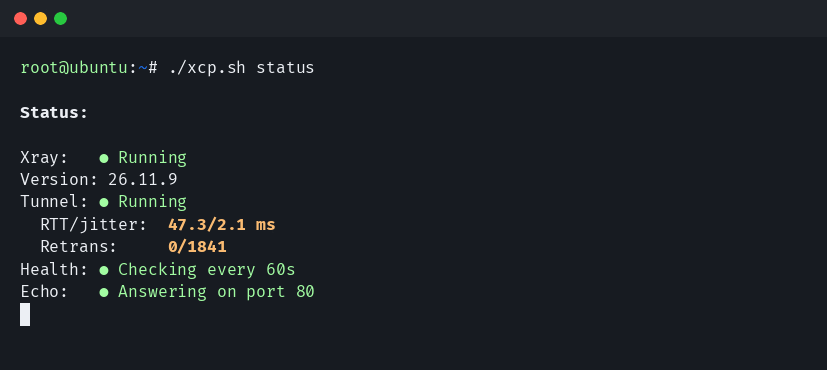 root@ubuntu:~# ./xcp.sh status
Status:
Xray: ● Running
Version: 26.11.9
Tunnel: ● Running
RTT/jitter: 47.3/2.1 ms
Retrans: 0/1841
Health: ● Checking every 60s
Echo: ● Answering on port 80